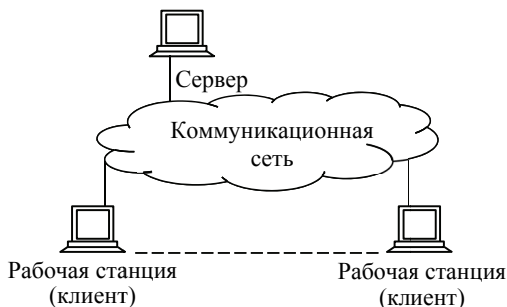 Сервер
Коммуникационная
сеть
Рабочая станция
(клиент)
Рабочая станция
(клиент)